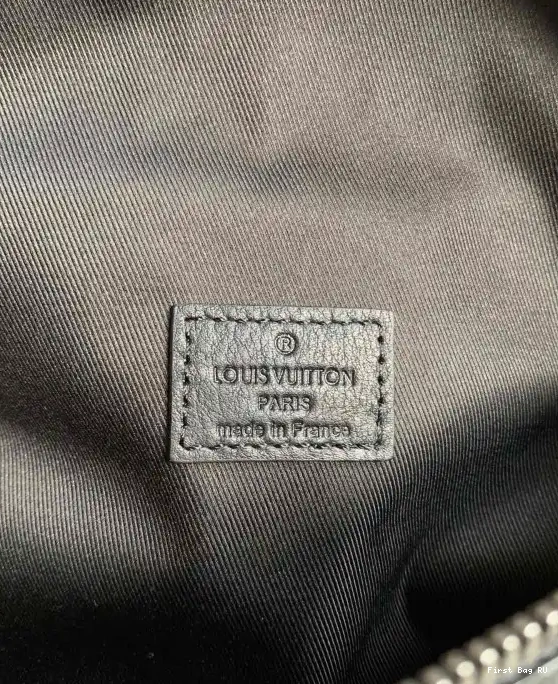 ®
LOUIS VUITTON
PARIS
made in France
First Bag RU